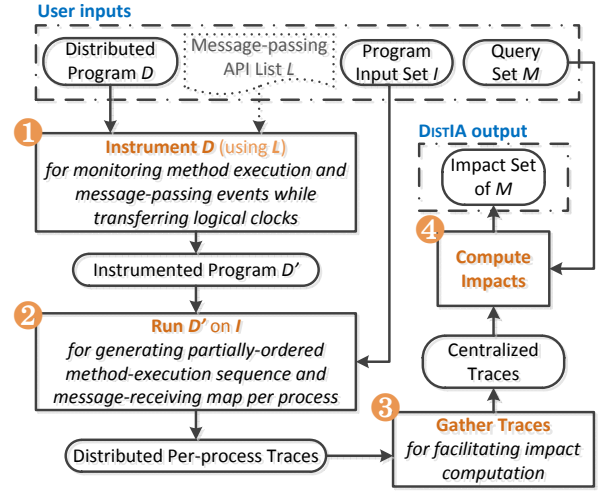 User inputs
Distributed
Program D
Message-passing
API List L
Program
Input Set I
Query
Set M
1
Instrument D (using L)
for monitoring method execution and
message-passing events while
transferring logical clocks
DISTIA output
Impact Set
of M
4
Compute
Impacts
Instrumented Program D'
2
Run D' on I
for generating partially-ordered
method-execution sequence and
message-receiving map per process
Centralized
Traces
3
Gather Traces
for facilitating impact
computation
Distributed Per-process Traces